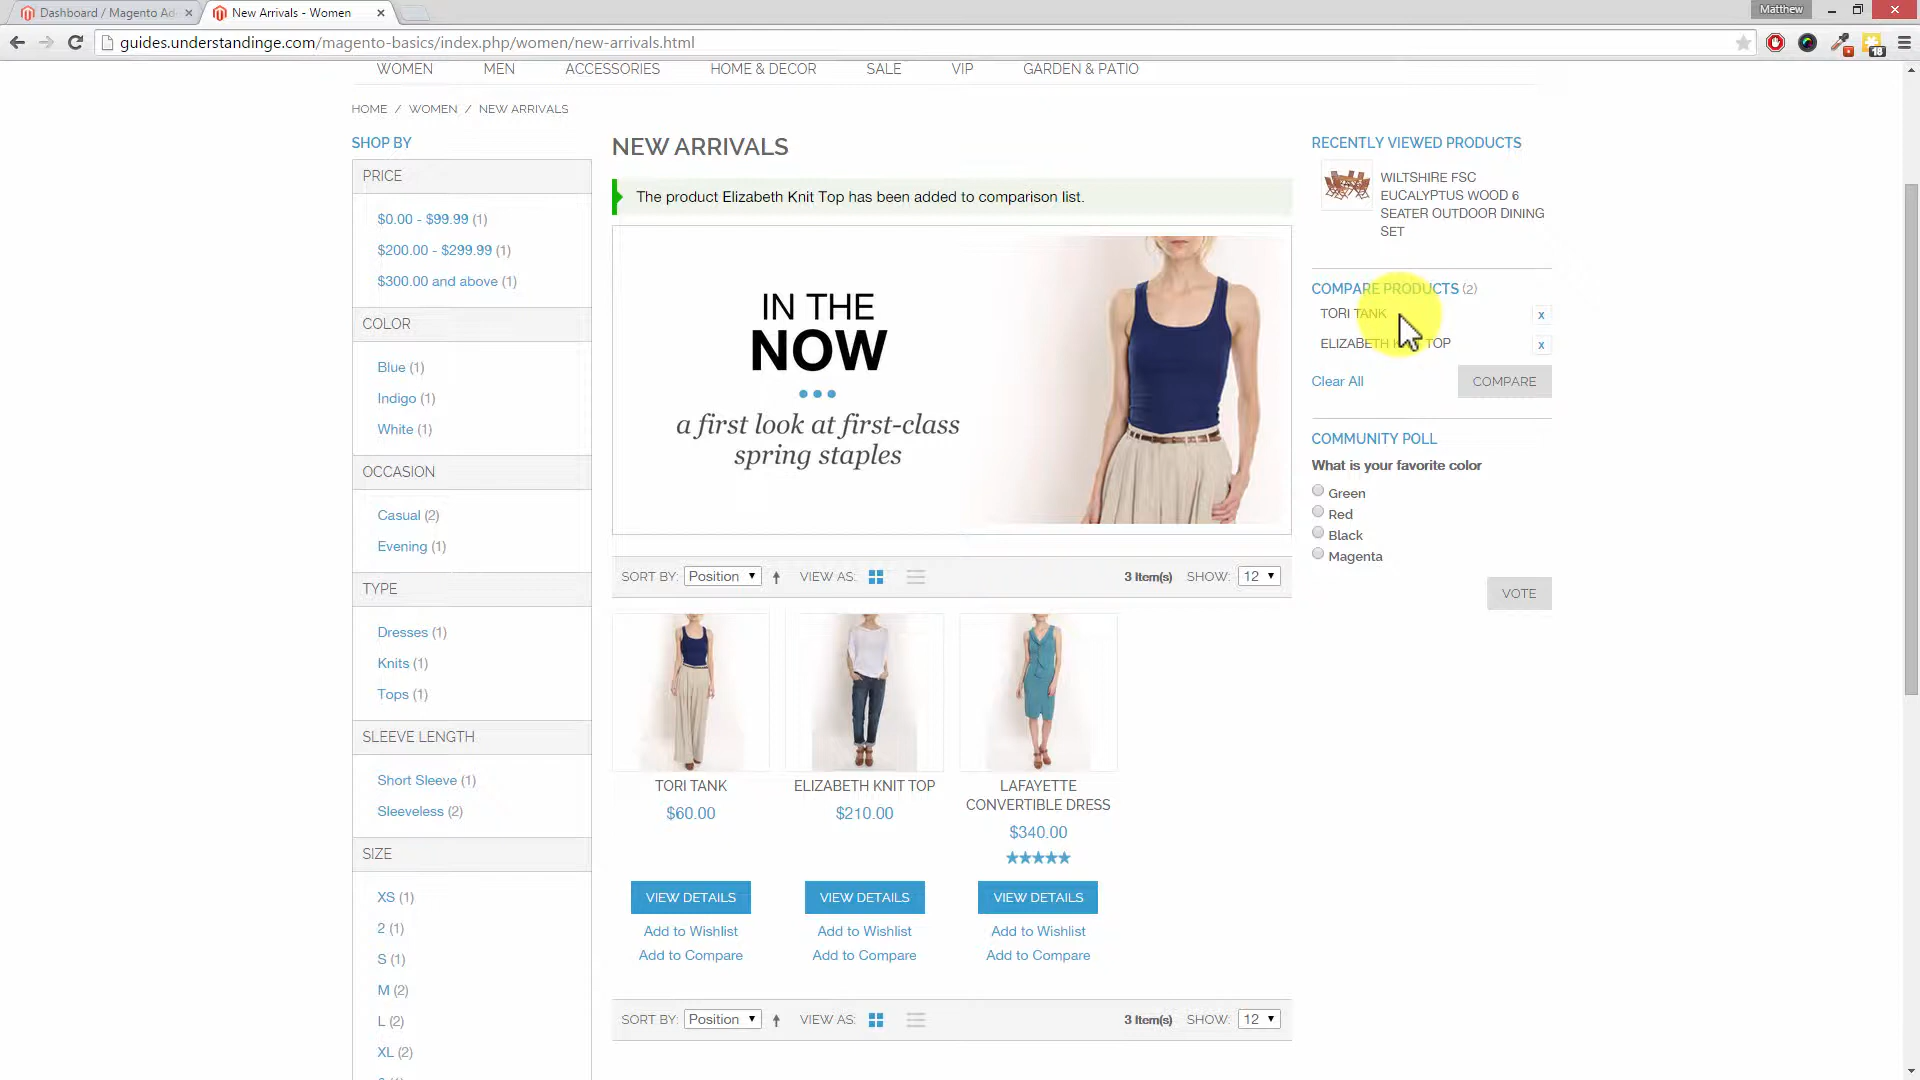 Dashboard / Magento Ad
New Arrivals - Women
Matthew
guides.understandinge.com/magento-basics/index.php/women/new-arrivals.html
18
WOMEN MEN ACCESSORIES HOME & DECOR SALE VIP GARDEN & PATIO
HOME / WOMEN / NEW ARRIVALS
SHOP BY
PRICE
$0.00 - $99.99 (1)
$200.00 - $299.99 (1)
$300.00 and above (1)
COLOR
Blue (1)
Indigo (1)
White (1)
OCCASION
Casual (2)
Evening (1)
TYPE
Dresses (1)
Knits (1)
Tops (1)
SLEEVE LENGTH
Short Sleeve (1)
Sleeveless (2)
SIZE
XS (1)
2 (1)
S (1)
M (2)
L (2)
XL (2)
NEW ARRIVALS
The product Elizabeth Knit Top has been added to comparison list.
IN THE
NOW
a first look at first-class
spring staples
SORT BY: Position VIEW AS: 3 Item(s) SHOW: 12
TORI TANK
$60.00
VIEW DETAILS
Add to Wishlist
Add to Compare
ELIZABETH KNIT TOP
$210.00
VIEW DETAILS
Add to Wishlist
Add to Compare
LAFAYETTE
CONVERTIBLE DRESS
$340.00
VIEW DETAILS
Add to Wishlist
Add to Compare
SORT BY: Position VIEW AS: 3 Item(s) SHOW: 12
RECENTLY VIEWED PRODUCTS
WILTSHIRE FSC
EUCALYPTUS WOOD 6
SEATER OUTDOOR DINING
SET
COMPARE PRODUCTS (2)
TORI TANK x
ELIZABETH KNIT TOP x
Clear All COMPARE
COMMUNITY POLL
What is your favorite color
Green
Red
Black
Magenta
VOTE